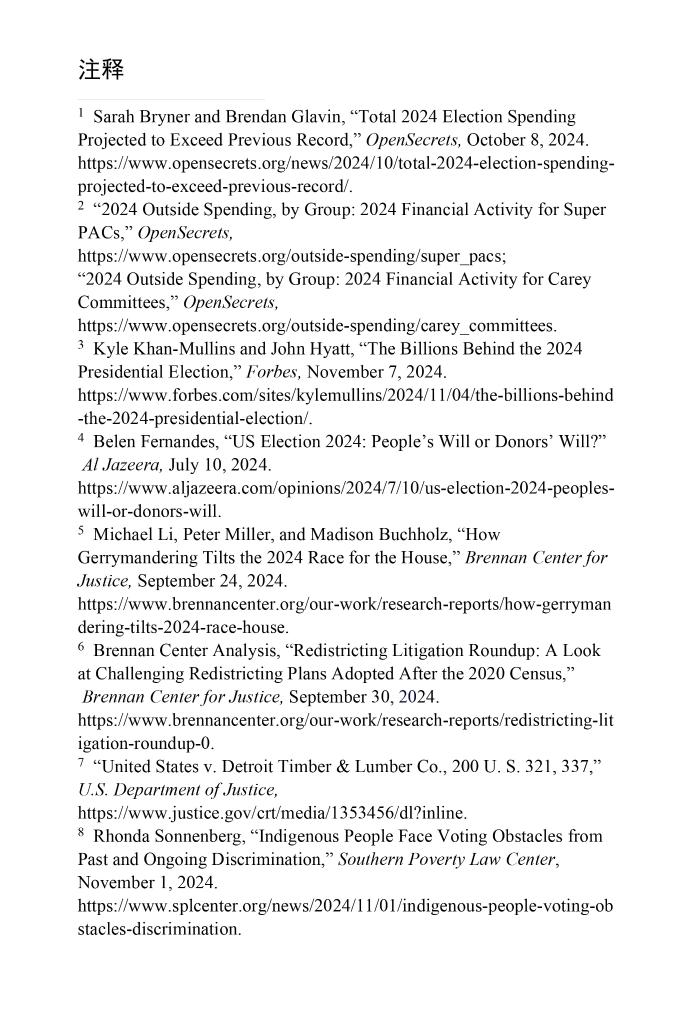 注释
1 Sarah Bryner and Brendan Glavin, “Total 2024 Election Spending
Projected to Exceed Previous Record,” OpenSecrets, October 8, 2024.
https://www.opensecrets.org/news/2024/10/total-2024-election-spending-
projected-to-exceed-previous-record/.
2 “2024 Outside Spending, by Group: 2024 Financial Activity for Super
PACs,” OpenSecrets,
https://www.opensecrets.org/outside-spending/super_pacs;
“2024 Outside Spending, by Group: 2024 Financial Activity for Carey
Committees,” OpenSecrets,
https://www.opensecrets.org/outside-spending/carey_committees.
3 Kyle Khan-Mullins and John Hyatt, “The Billions Behind the 2024
Presidential Election,” Forbes, November 7, 2024.
https://www.forbes.com/sites/kylemullins/2024/11/04/the-billions-behind
-the-2024-presidential-election/.
4 Belen Fernandes, “US Election 2024: People’s Will or Donors’ Will?”
Al Jazeera, July 10, 2024.
https://www.aljazeera.com/opinions/2024/7/10/us-election-2024-peoples-
will-or-donors-will.
5 Michael Li, Peter Miller, and Madison Buchholz, “How
Gerrymandering Tilts the 2024 Race for the House,” Brennan Center for
Justice, September 24, 2024.
https://www.brennancenter.org/our-work/research-reports/how-gerryman
dering-tilts-2024-race-house.
6 Brennan Center Analysis, “Redistricting Litigation Roundup: A Look
at Challenging Redistricting Plans Adopted After the 2020 Census,”
Brennan Center for Justice, September 30, 2024.
https://www.brennancenter.org/our-work/research-reports/redistricting-lit
igation-roundup-0.
7 “United States v. Detroit Timber & Lumber Co., 200 U. S. 321, 337,”
U.S. Department of Justice,
https://www.justice.gov/crt/media/1353456/dl?inline.
8 Rhonda Sonnenberg, “Indigenous People Face Voting Obstacles from
Past and Ongoing Discrimination,” Southern Poverty Law Center,
November 1, 2024.
https://www.splcenter.org/news/2024/11/01/indigenous-people-voting-ob
stacles-discrimination.